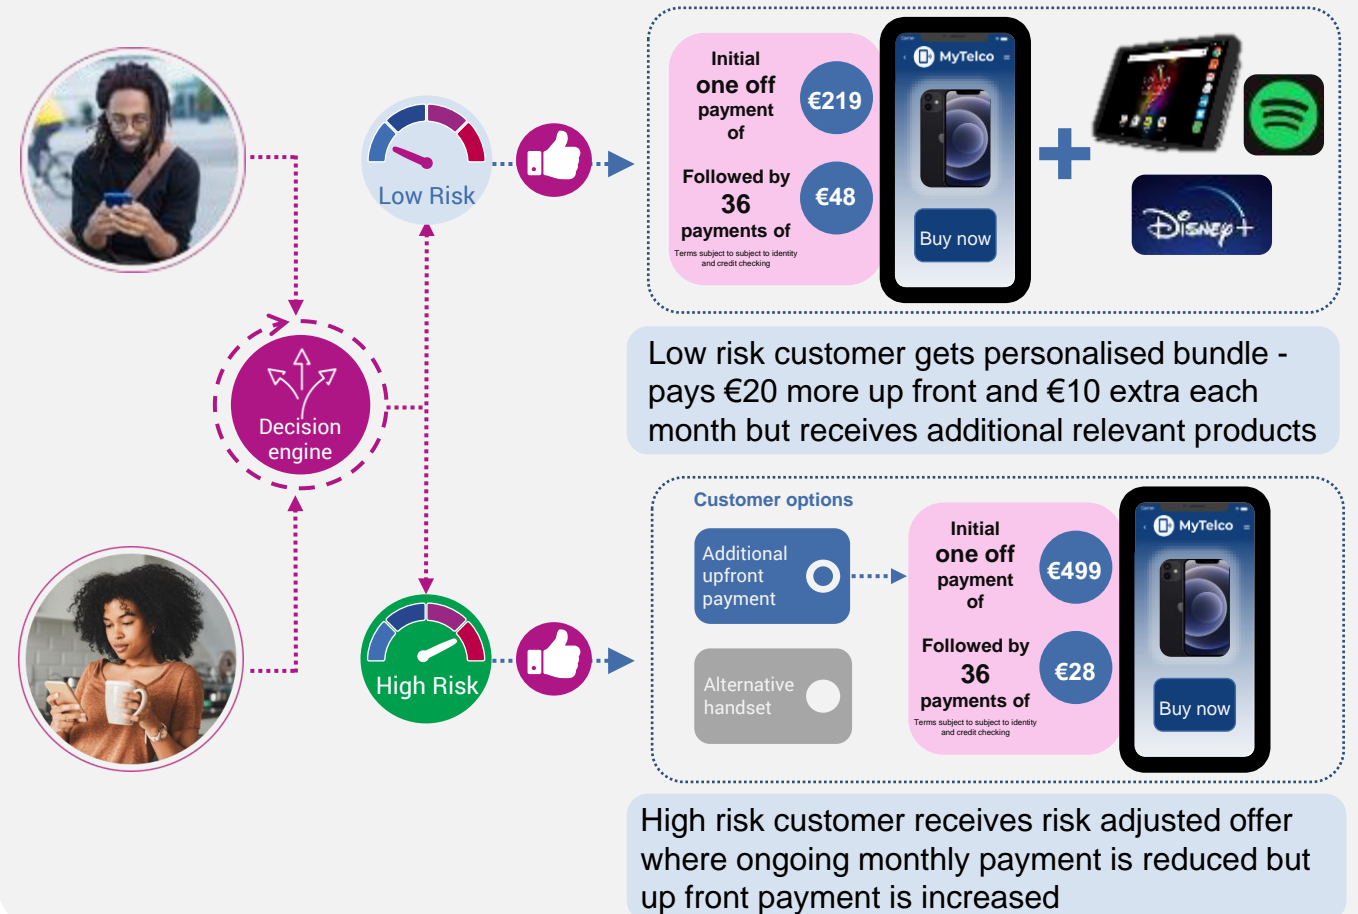 Initial
one off
payment
of
€219
Followed by
36
payments of
€48
Terms subject to subject to identity
and credit checking
MyTelco
Buy now
Disney+
Low Risk
Low risk customer gets personalised bundle -
pays €20 more up front and €10 extra each
month but receives additional relevant products
Decision
engine
Customer options
Additional
upfront
payment
Alternative
handset
Initial
one off
payment
of
€499
Followed by
36
payments of
€28
Terms subject to subject to identity
and credit checking
MyTelco
Buy now
High Risk
High risk customer receives risk adjusted offer
where ongoing monthly payment is reduced but
up front payment is increased